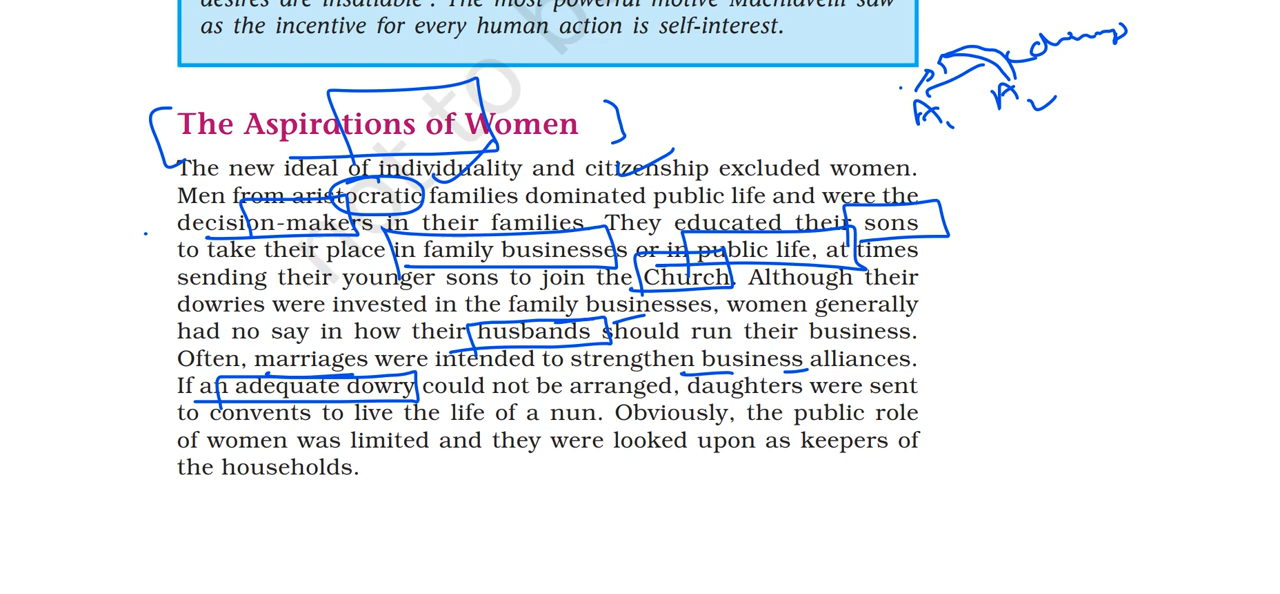 desires are insatiable". The most powerful motive Machiavelli saw
as the incentive for every human action is self-interest.
The Aspirations of Women
The new ideal of individuality and citizenship excluded women.
Men from aristocratic families dominated public life and were the
decision-makers in their families. They educated their sons
to take their place in family businesses or in public life, at times
sending their younger sons to join the Church. Although their
dowries were invested in the family businesses, women generally
had no say in how their husbands should run their business.
Often, marriages were intended to strengthen business alliances.
If an adequate dowry could not be arranged, daughters were sent
to convents to live the life of a nun. Obviously, the public role
of women was limited and they were looked upon as keepers of
the households.
not to b